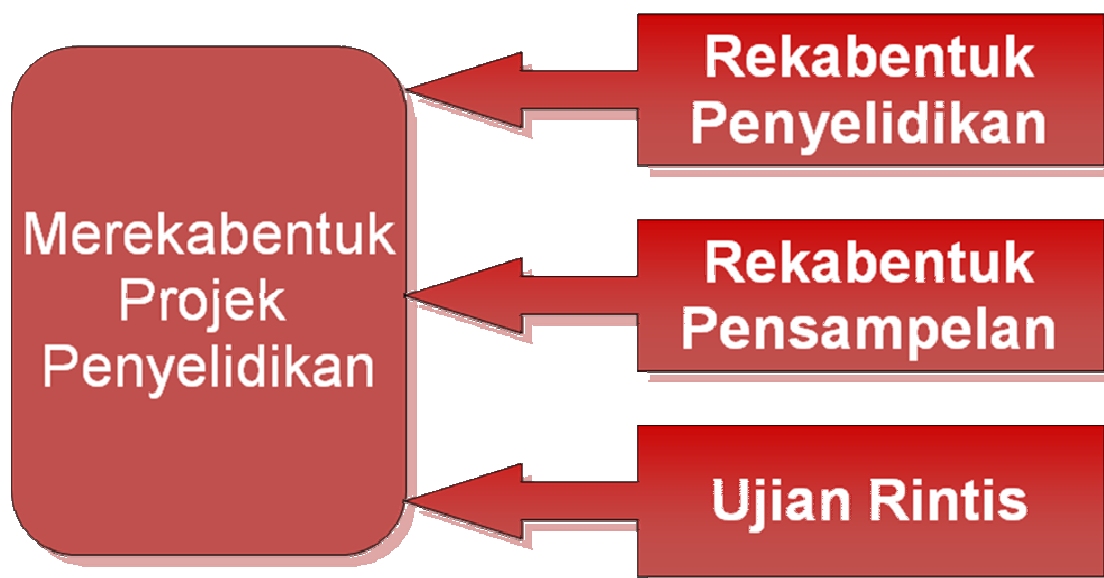 Merekabentuk
Projek
Penyelidikan
Rekabentuk
Penyelidikan
Rekabentuk
Pensampelan
Ujian Rintis